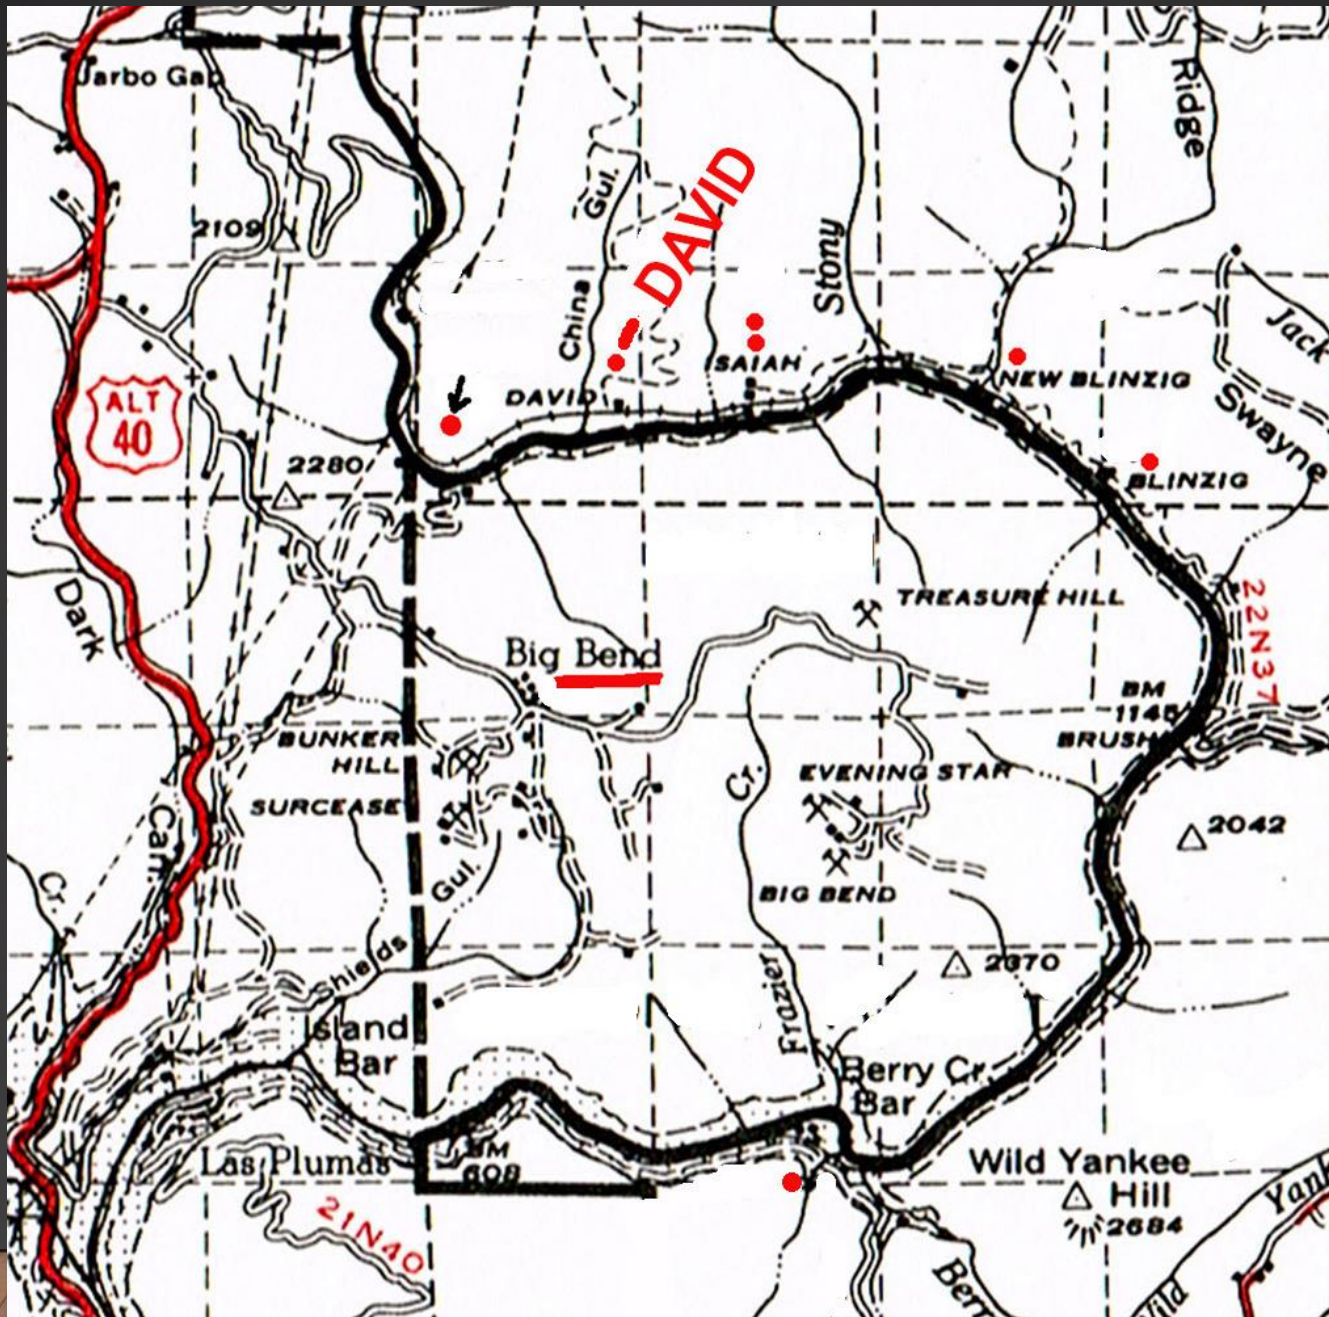 Jarbo Gap
Ridge
2109
Gul.
China
DAVID
Stony
Jack
SAIAH
DAVID
NEW BLINZIG
ALT
40
Swayne
2280
BLINZIG
TREASURE HILL
22N37
Dark
Big Bend
BM
1145
BRUSH
BUNKER
HILL
EVENING STAR
SURCEASE
Cr.
2042
Can.
Gul.
BIG BEND
Cr.
Shields
2370
Frazier
Island
Bar
Berry Cr.
Bar
Las Plumas
BM
608
Wild Yankee
Hill
2684
21N40